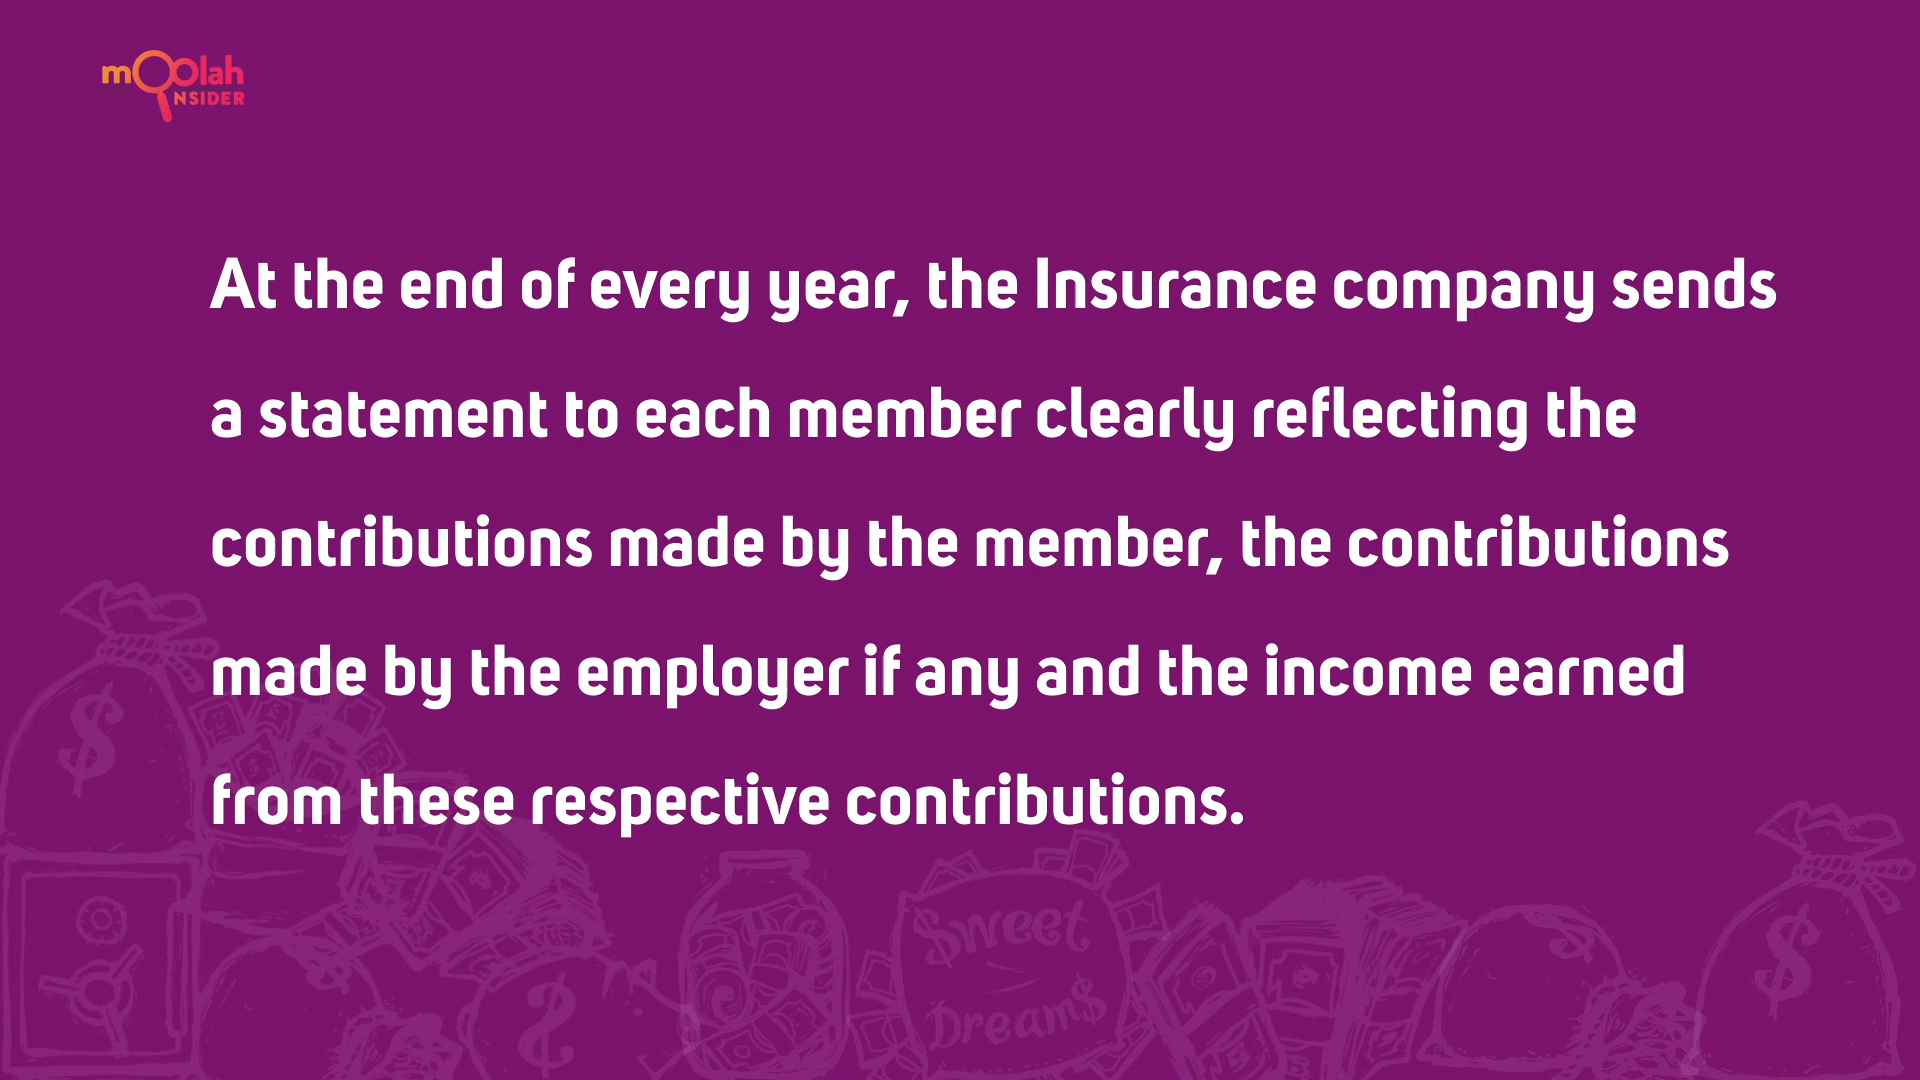 moolah
INSIDER
At the end of every year, the Insurance company sends
a statement to each member clearly reflecting the
contributions made by the member, the contributions
made by the employer if any and the income earned
from these respective contributions.
$
$
$
$
$
Sweet
Dream$